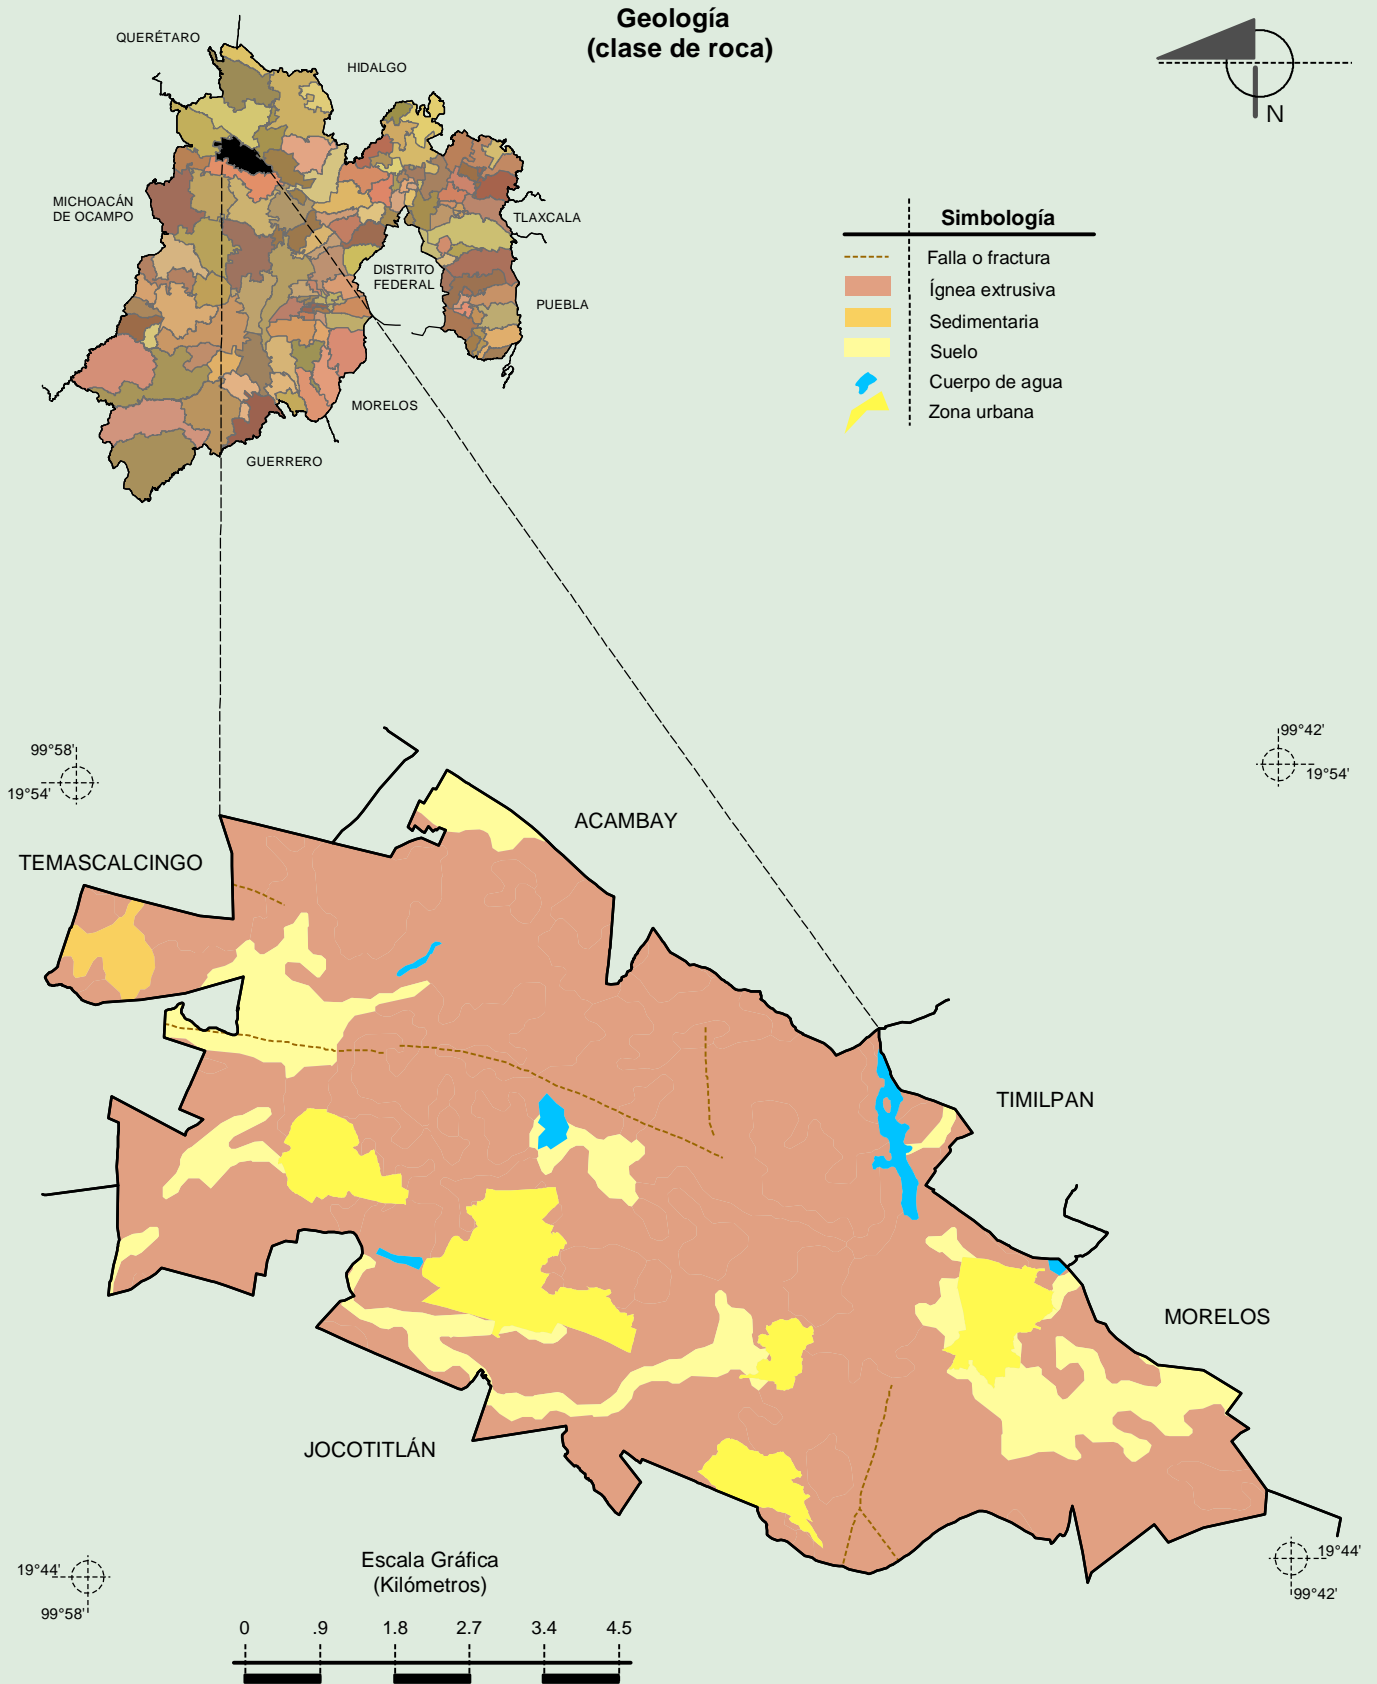 Geología
(clase de roca)
QUERÉTARO
HIDALGO
MICHOACÁN
DE OCAMPO
TLAXCALA
DISTRITO
FEDERAL
PUEBLA
MORELOS
GUERRERO
N
Simbología
Falla o fractura
Ígnea extrusiva
Sedimentaria
Suelo
Cuerpo de agua
Zona urbana
99°58'
19°54'
99°42'
19°54'
ACAMBAY
TEMASCALCINGO
TIMILPAN
MORELOS
JOCOTITLÁN
19°44'
99°58'
19°44'
99°42'
Escala Gráfica
(Kilómetros)
0 .9 1.8 2.7 3.4 4.5